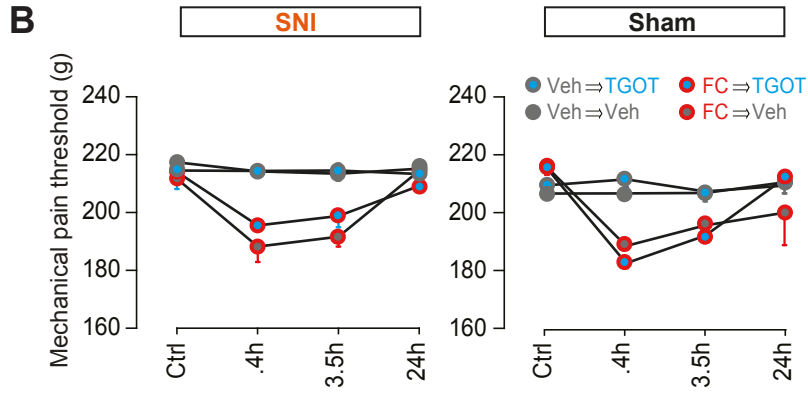 B
SNI
Sham
Mechanical pain threshold (g)
240
220
200
180
160
Ctrl
.4h
3.5h
24h
Veh⇒TGOT
FC⇒TGOT
Veh⇒Veh
FC⇒Veh
240
220
200
180
160
Ctrl
.4h
3.5h
24h